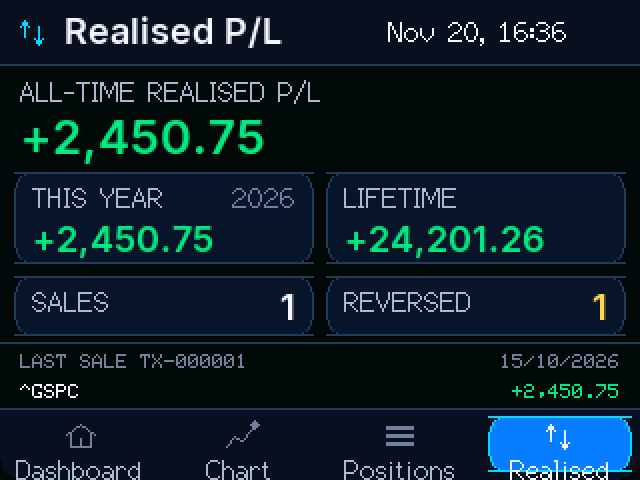 Realised P/L
Nov 20, 16:36
ALL-TIME REALISED P/L
+2,450.75
THIS YEAR 2026
+2,450.75
LIFETIME
+24,201.26
SALES 1
REVERSED 1
LAST SALE TX-000001 15/10/2026
^GSPC +2,450.75
Dashboard Chart Positions Realised